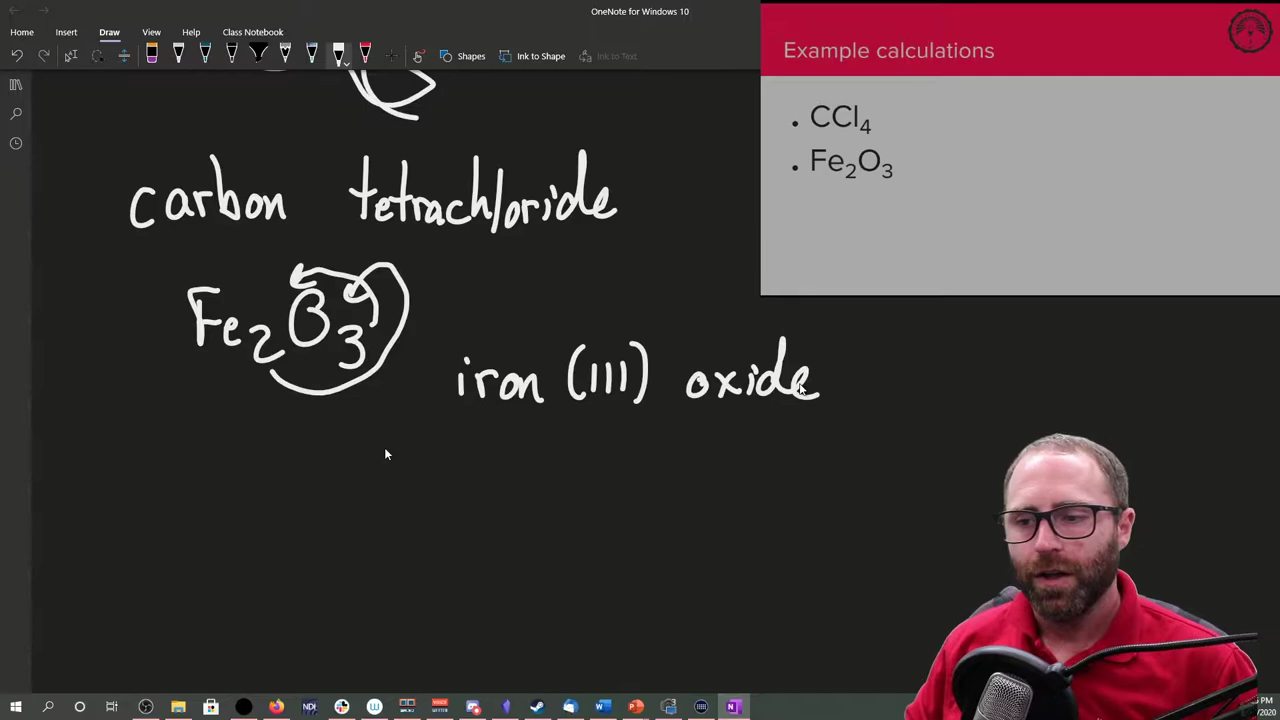 OneNote for Windows 10
Home Insert Draw View Help Class Notebook
Shapes Ink to Shape Ink to Text
Example calculations
• CCl₄
• Fe₂O₃
carbon tetrachloride
Fe₂O₃
iron (III) oxide